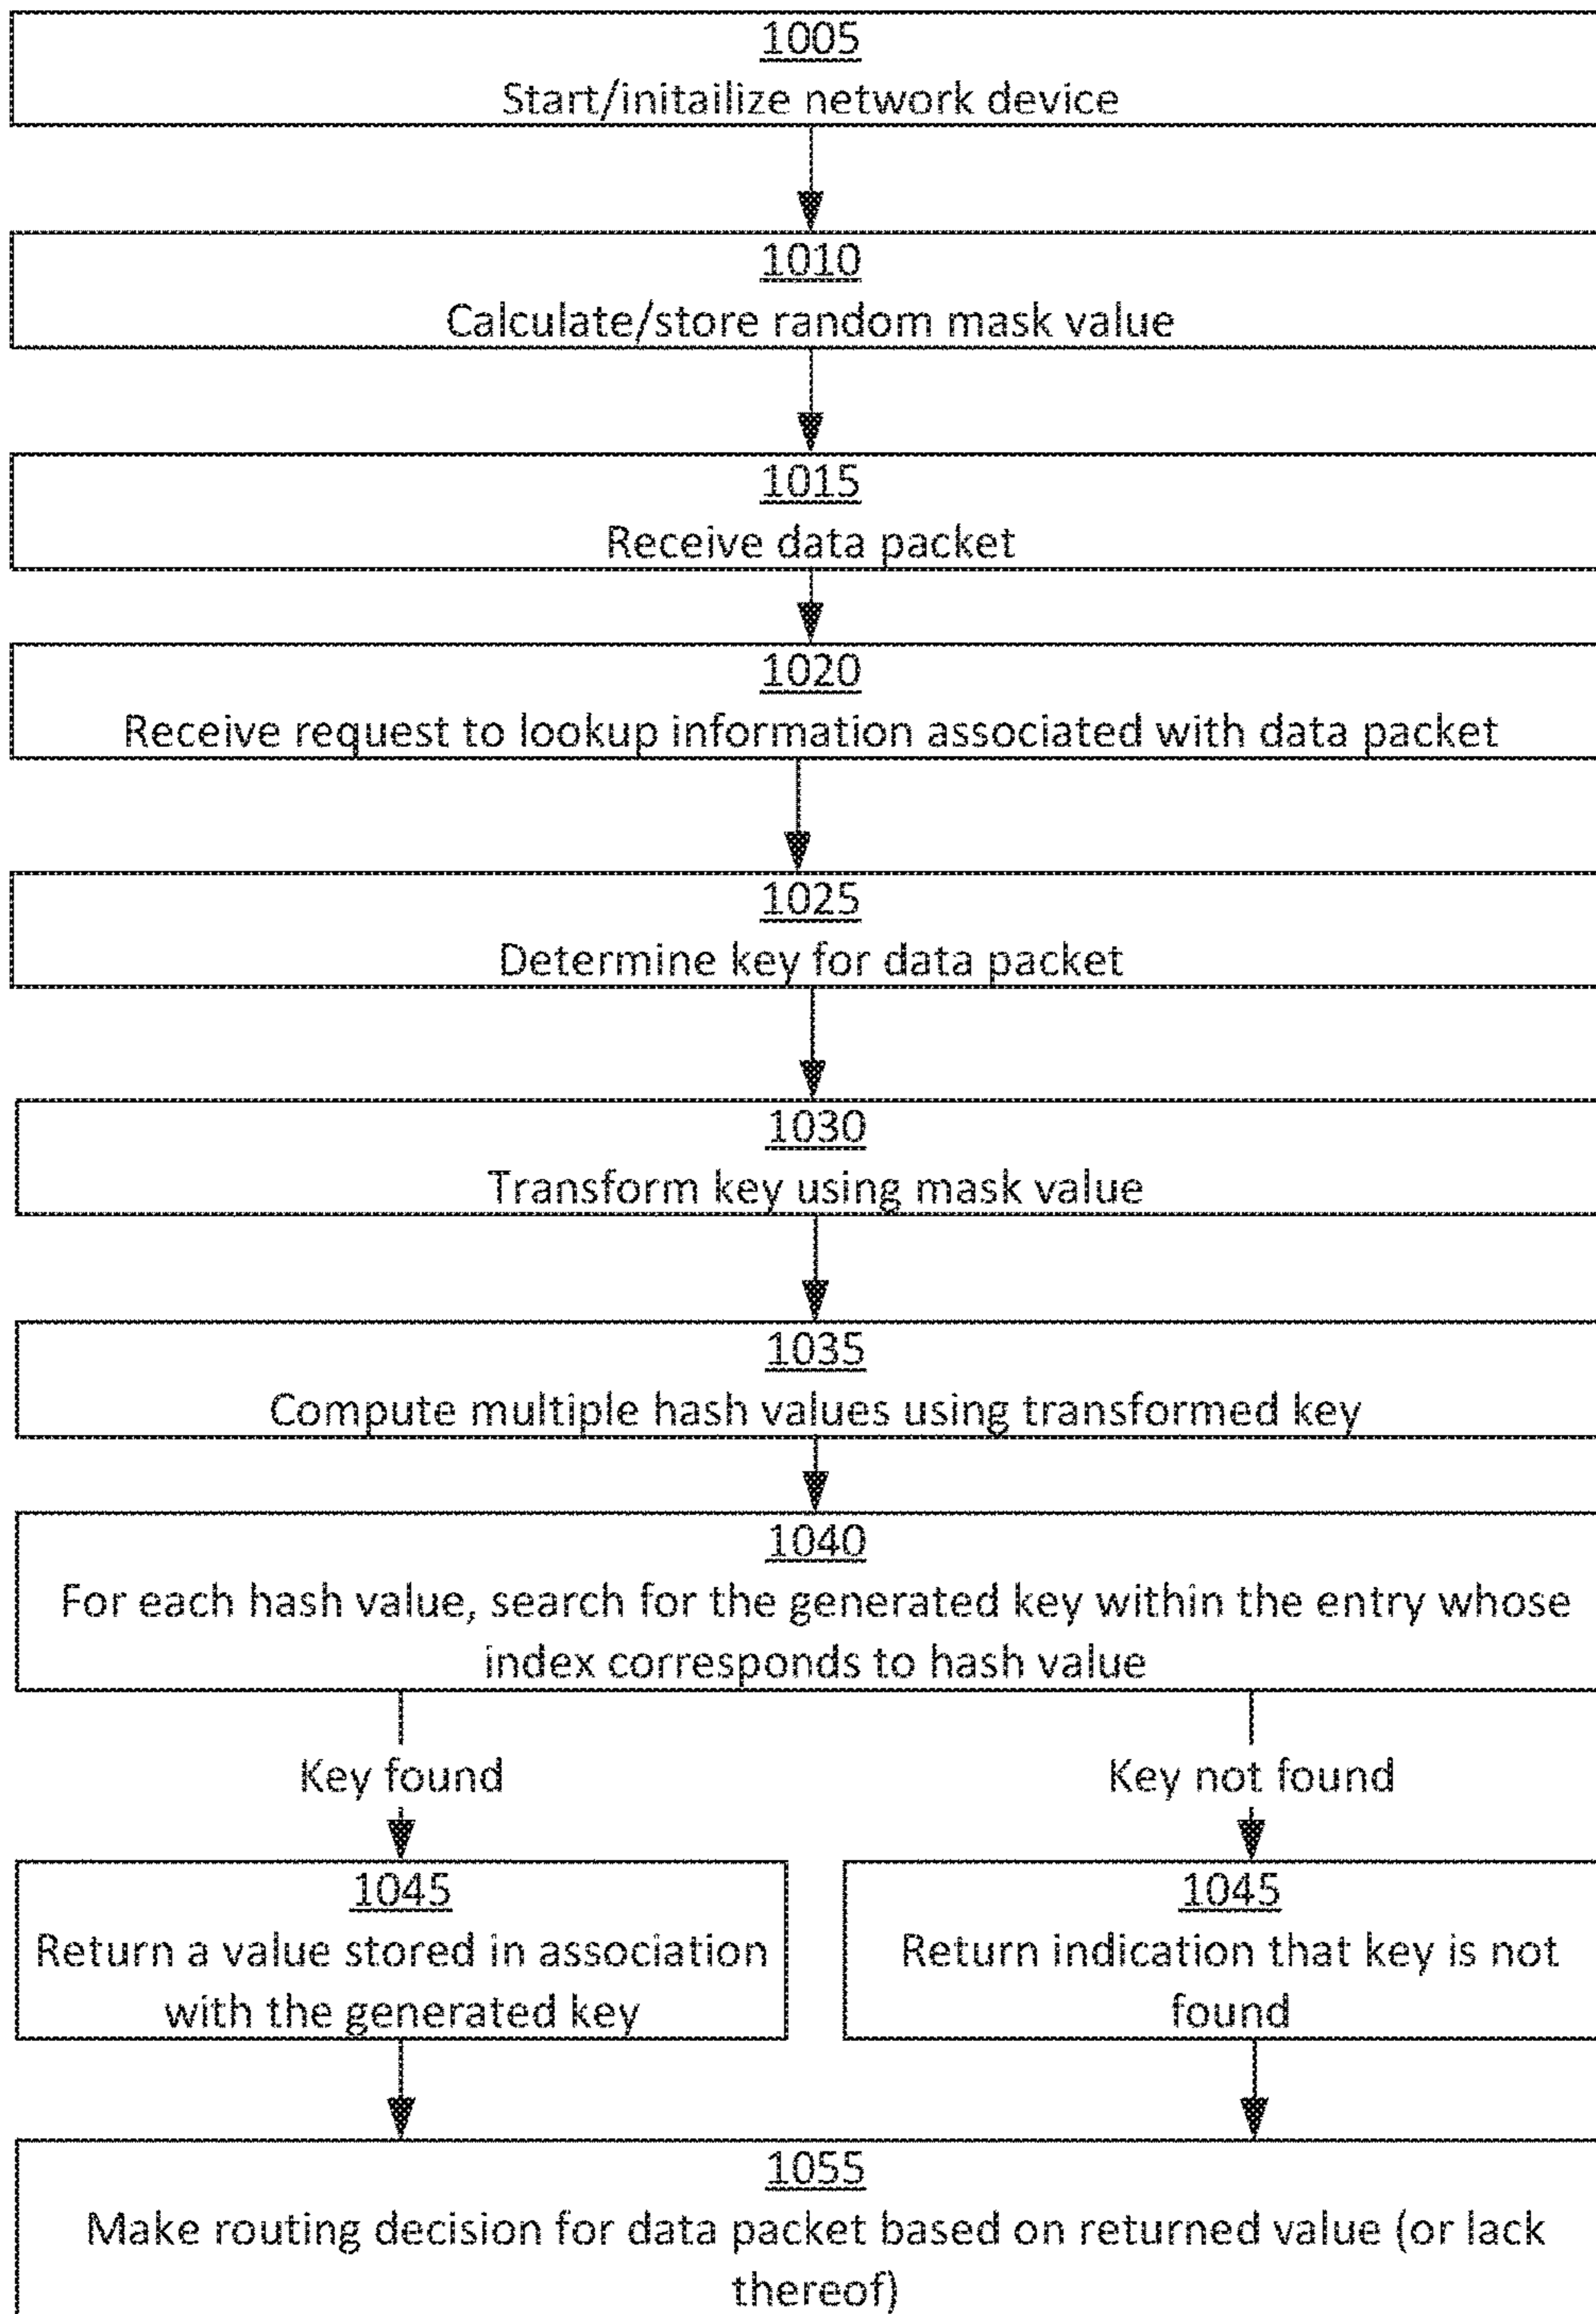 1005
Start/initailize network device
1010
Calculate/store random mask value
1015
Receive data packet
1020
Receive request to lookup information associated with data packet
1025
Determine key for data packet
1030
Transform key using mask value
1035
Compute multiple hash values using transformed key
1040
For each hash value, search for the generated key within the entry whose
index corresponds to hash value
Key found
Key not found
1045
Return a value stored in association
with the generated key
1045
Return indication that key is not
found
1055
Make routing decision for data packet based on returned value (or lack
thereof)